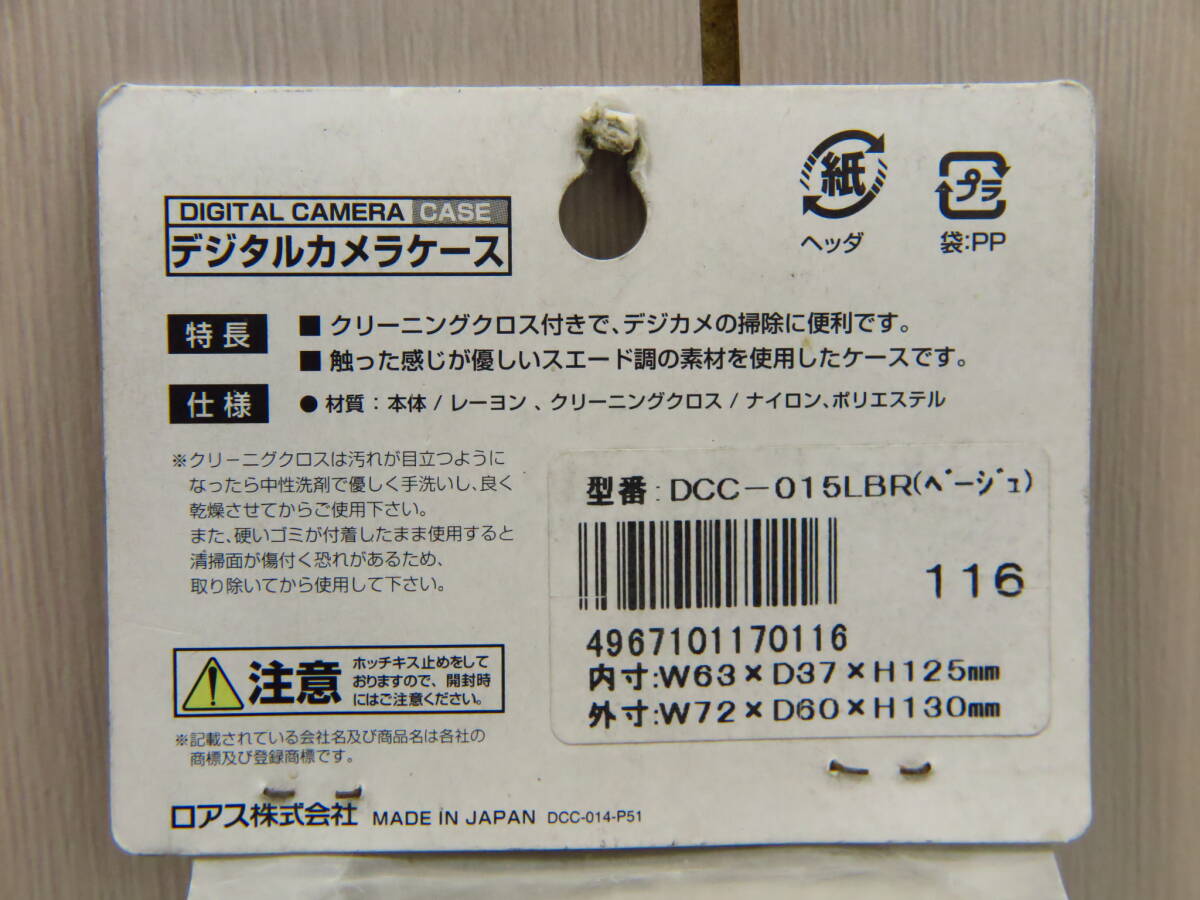 紙
ヘッダ
プラ
袋:PP
DIGITAL CAMERA CASE
デジタルカメラケース
特長
■ クリーニングクロス付きで、デジカメの掃除に便利です。
■ 触った感じが優しいスエード調の素材を使用したケースです。
仕様
● 材質 : 本体 / レーヨン 、クリーニングクロス / ナイロン、ポリエステル
※クリーニグクロスは汚れが目立つように
なったら中性洗剤で優しく手洗いし、良く
乾燥させてからご使用下さい。
また、硬いゴミが付着したまま使用すると
清掃面が傷付く恐れがあるため、
取り除いてから使用して下さい。
注意
ホッチキス止めをして
おりますので、開封時
にはご注意ください。
※記載されている会社名及び商品名は各社の
商標及び登録商標です。
ロアス株式会社 MADE IN JAPAN DCC-014-P51
型番:DCC-015LBR(ﾍﾞｰｼﾞｭ)
116
4967101170116
内寸:W63×D37×H125mm
外寸:W72×D60×H130mm